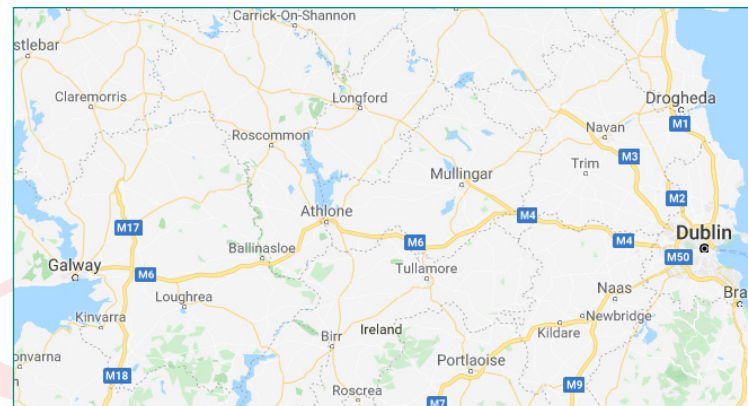 Carrick-On-Shannon
stlebar
Claremorris
Longford
Drogheda
M1
Roscommon
Navan
M3
Trim
Mullingar
M2
Athlone
M4
M17
M6
M4
Dublin
Ballinasloe
M50
Galway
M6
Tullamore
Loughrea
Naas
Bra
Kinvarra
Newbridge
Birr
Ireland
Kildare
onvarna
Portlaoise
M18
M9
n
Roscrea
M7